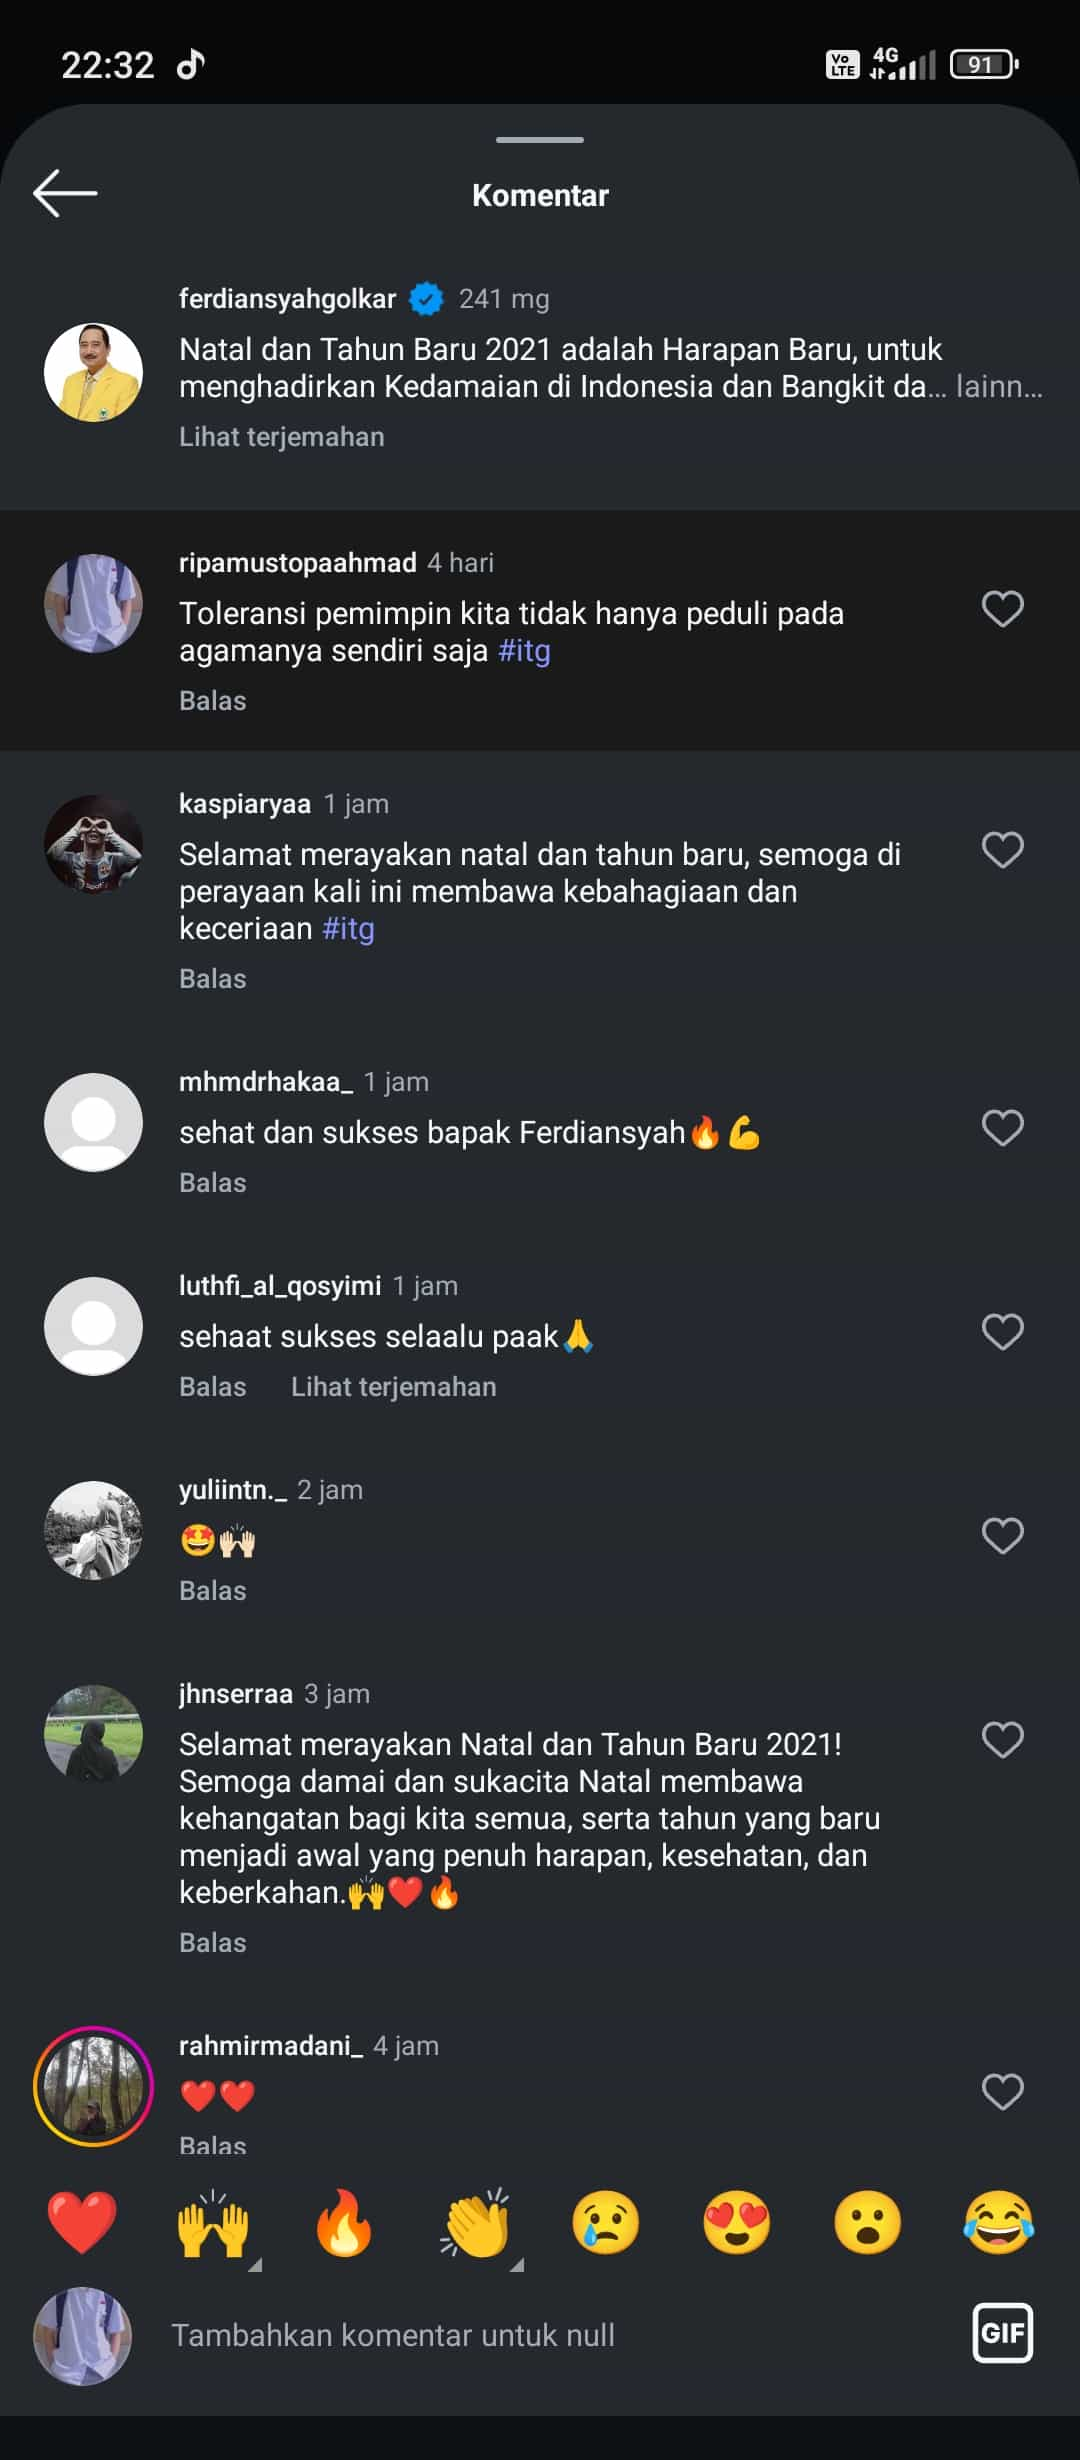 22:32
Vo LTE 4G 91
Komentar
ferdiansyahgolkar 241 mg
Natal dan Tahun Baru 2021 adalah Harapan Baru, untuk
menghadirkan Kedamaian di Indonesia dan Bangkit da... lainn...
Lihat terjemahan
ripamustopaahmad 4 hari
Toleransi pemimpin kita tidak hanya peduli pada
agamanya sendiri saja #itg
Balas
kaspiaryaa 1 jam
Selamat merayakan natal dan tahun baru, semoga di
perayaan kali ini membawa kebahagiaan dan
keceriaan #itg
Balas
mhmdrhakaa_ 1 jam
sehat dan sukses bapak Ferdiansyah🔥💪
Balas
luthfi_al_qosyimi 1 jam
sehaat sukses selaalu paak🙏
Balas Lihat terjemahan
yuliintn._ 2 jam
🤩🙌🏻
Balas
jhnserraa 3 jam
Selamat merayakan Natal dan Tahun Baru 2021!
Semoga damai dan sukacita Natal membawa
kehangatan bagi kita semua, serta tahun yang baru
menjadi awal yang penuh harapan, kesehatan, dan
keberkahan.🙌❤️🔥
Balas
rahmirmadani_ 4 jam
❤️❤️
Balas
❤️🙌🔥👏😢😍😮😂
Tambahkan komentar untuk null
GIF